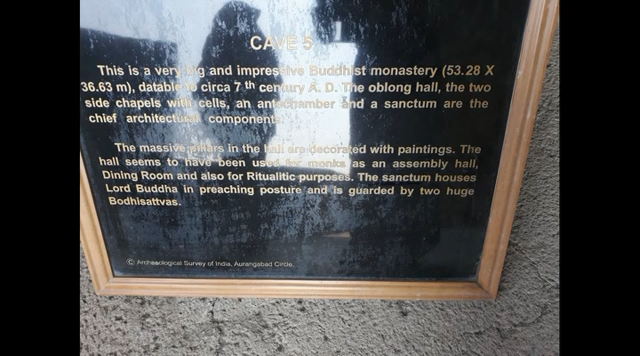 CAVE 5
This is a very big and impressive Buddhist monastery (53.28 X
36.63 m), datable to circa 7th century A. D. The oblong hall, the two
side chapels with cells, an antechamber and a sanctum are the
chief architectural components.
The massive pillars in the hall are decorated with paintings. The
hall seems to have been used for monks as an assembly hall,
Dining Room and also for Ritualitic purposes. The sanctum houses
Lord Buddha in preaching posture and is guarded by two huge
Bodhisattvas.
© Archaeological Survey of India, Aurangabad Circle.